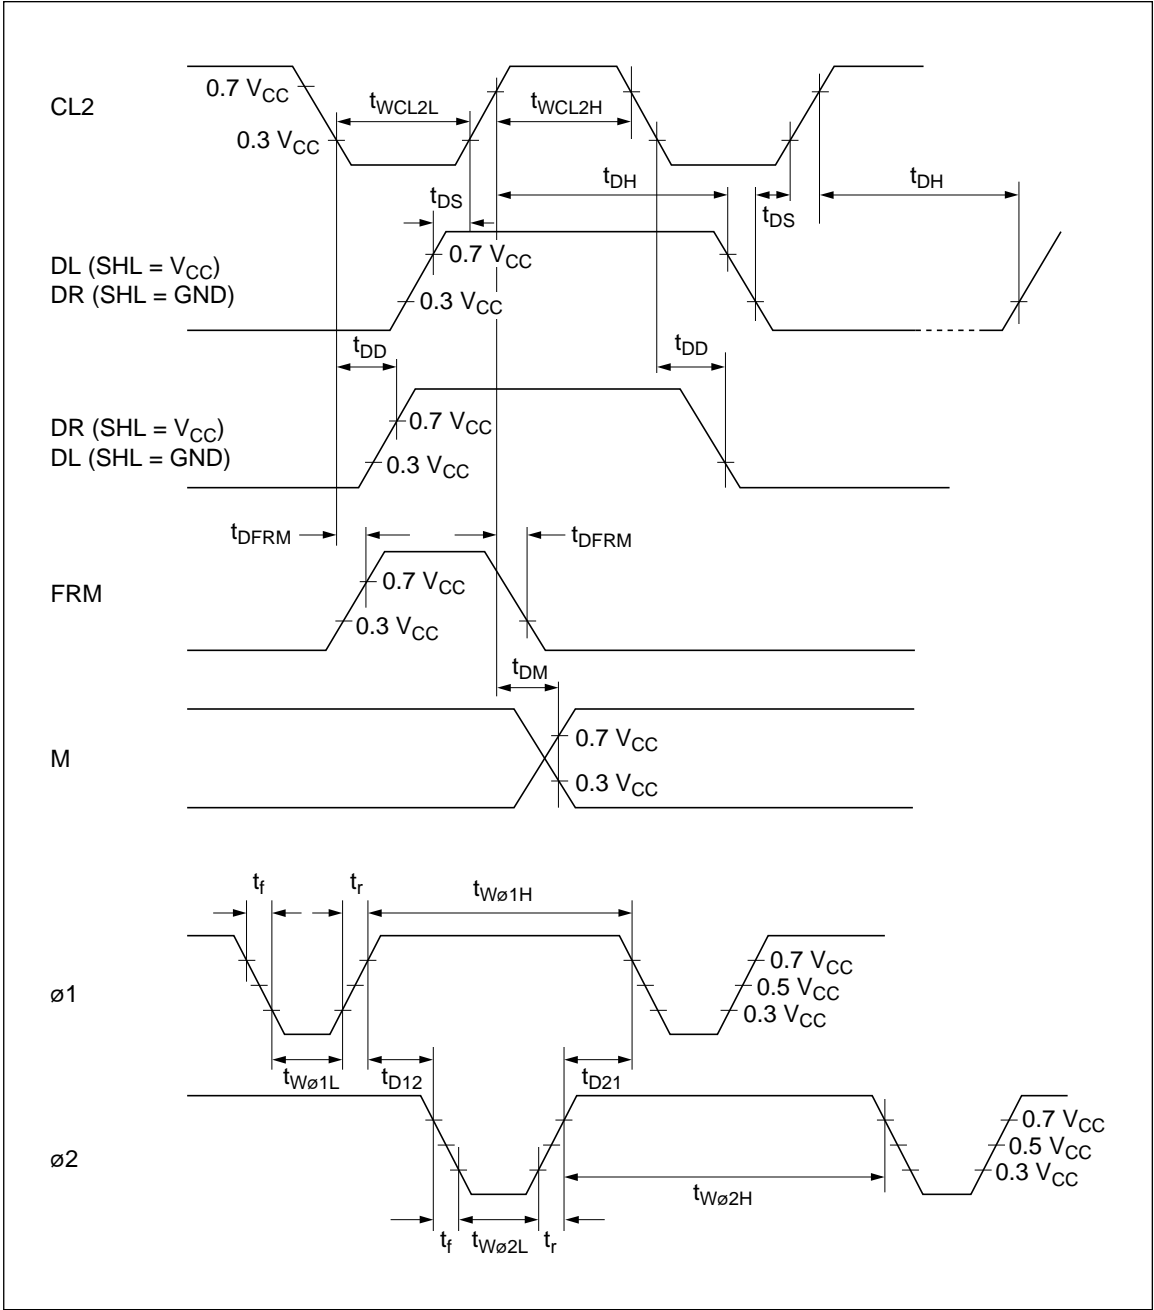 CL2
0.7 VCC
0.3 VCC
tWCL2L
tWCL2H
tDS
tDH
tDS
tDH
DL (SHL = VCC)
DR (SHL = GND)
0.7 VCC
0.3 VCC
tDD
tDD
DR (SHL = VCC)
DL (SHL = GND)
0.7 VCC
0.3 VCC
tDFRM
tDFRM
FRM
0.7 VCC
0.3 VCC
tDM
M
0.7 VCC
0.3 VCC
tf
tr
tWø1H
ø1
0.7 VCC
0.5 VCC
0.3 VCC
tWø1L
tD12
tD21
ø2
0.7 VCC
0.5 VCC
0.3 VCC
tWø2H
tf
tWø2L
tr